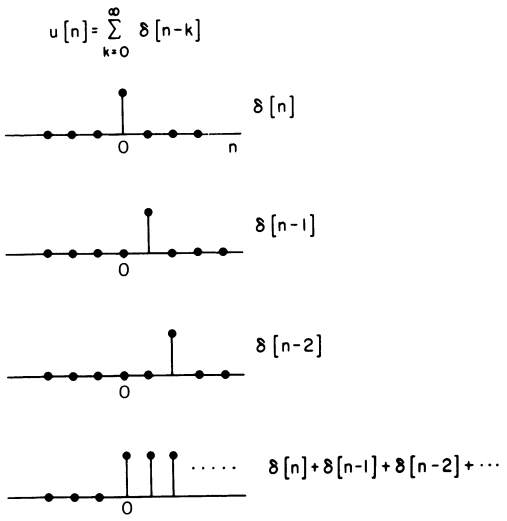 u[n] = ∞ ∑ k=0 δ[n-k]
δ[n]
0 n
δ[n-1]
0
δ[n-2]
0
..... δ[n]+δ[n-1]+δ[n-2]+···
0